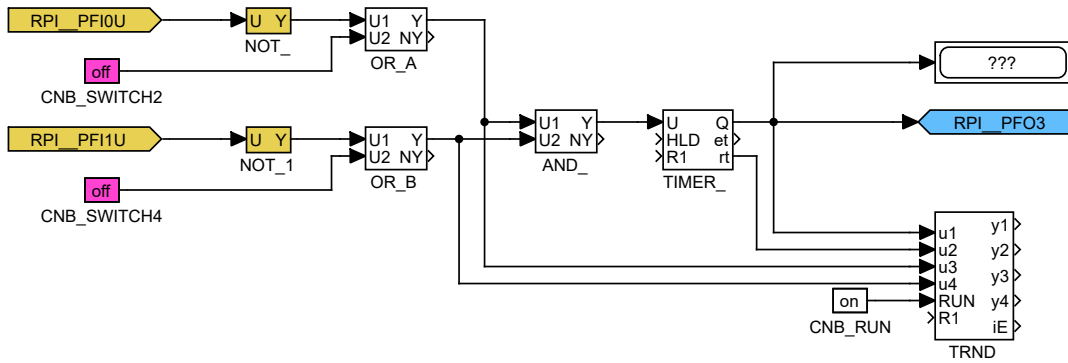 RPI__PFI0U
U Y
NOT_
U1 Y
U2 NY
OR_A
off
CNB_SWITCH2
???
RPI__PFO3
RPI__PFI1U
U Y
NOT_1
U1 Y
U2 NY
OR_B
off
CNB_SWITCH4
U1 Y
U2 NY
AND_
U Q
HLD et
R1 rt
TIMER_
on
CNB_RUN
u1 y1
u2 y2
u3 y3
u4 y4
RUN
R1 iE
TRND